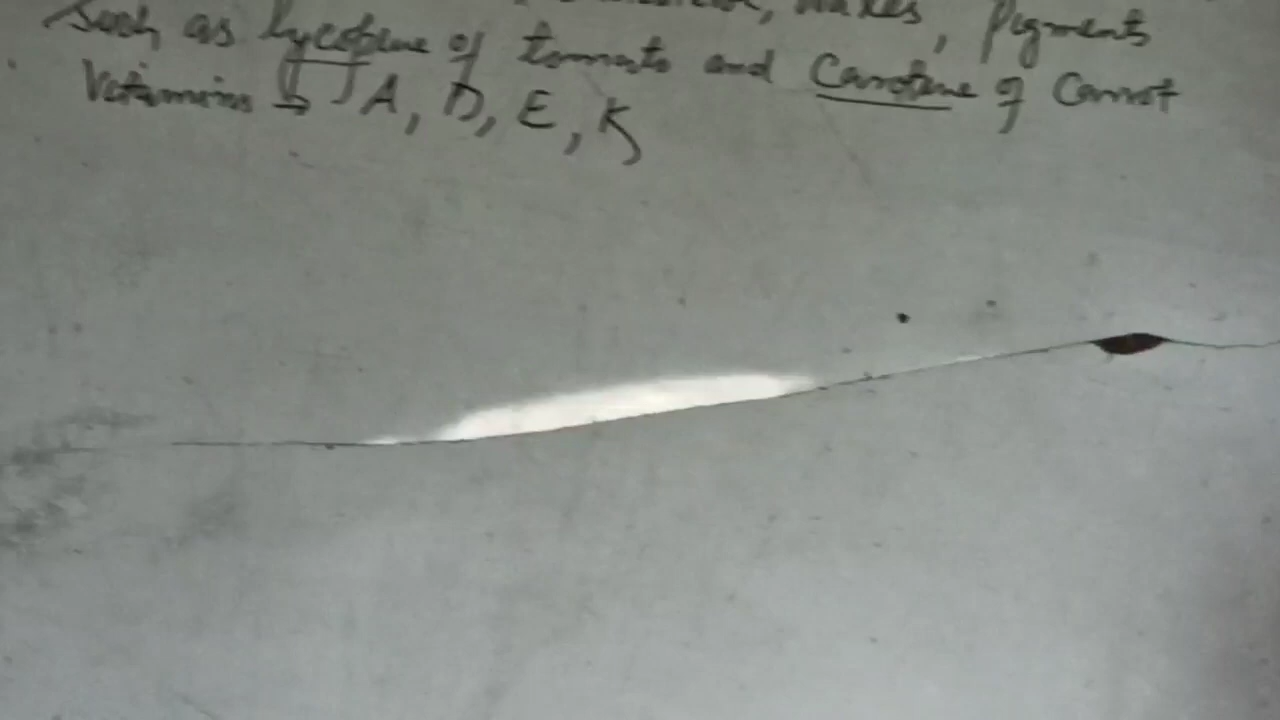 waxes, Pigments
Such as lycopene of tomato and Carotene of Carrot
Vitamins → A, D, E, K